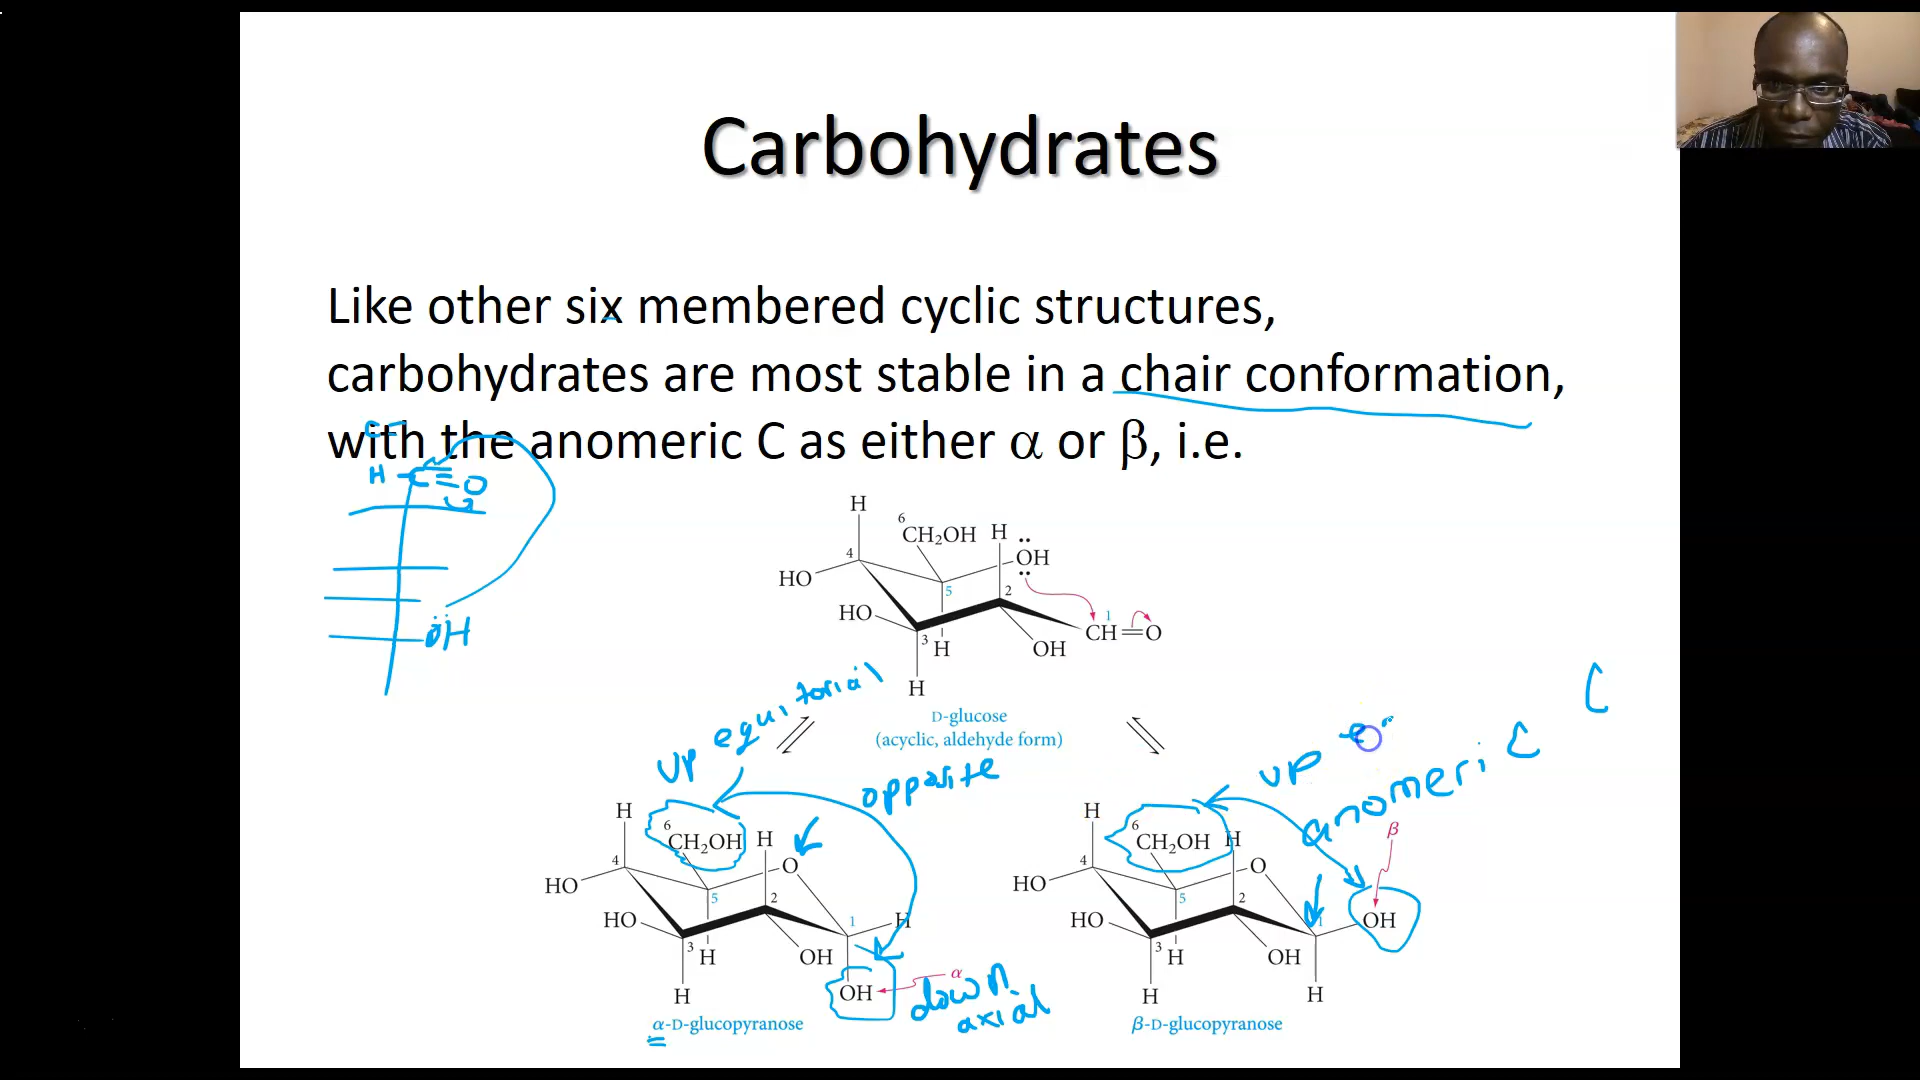 Carbohydrates
Like other six membered cyclic structures,
carbohydrates are most stable in a chair conformation,
with the anomeric C as either α or β, i.e.
H C O
ÖH
H
6
CH₂OH H
4
OH
HO
5
2
HO
1
3 H
OH
CH=O
H
D-glucose
(acyclic, aldehyde form)
up equitorial
opposite
up
anomeric C
H
6
CH₂OH H
4
O
HO
5
2
HO
1
H
3 H
OH
OH
α
H
down
axial
α-D-glucopyranose
β
H
6
CH₂OH H
4
O
HO
5
2
HO
1
OH
3 H
OH
H
H
β-D-glucopyranose